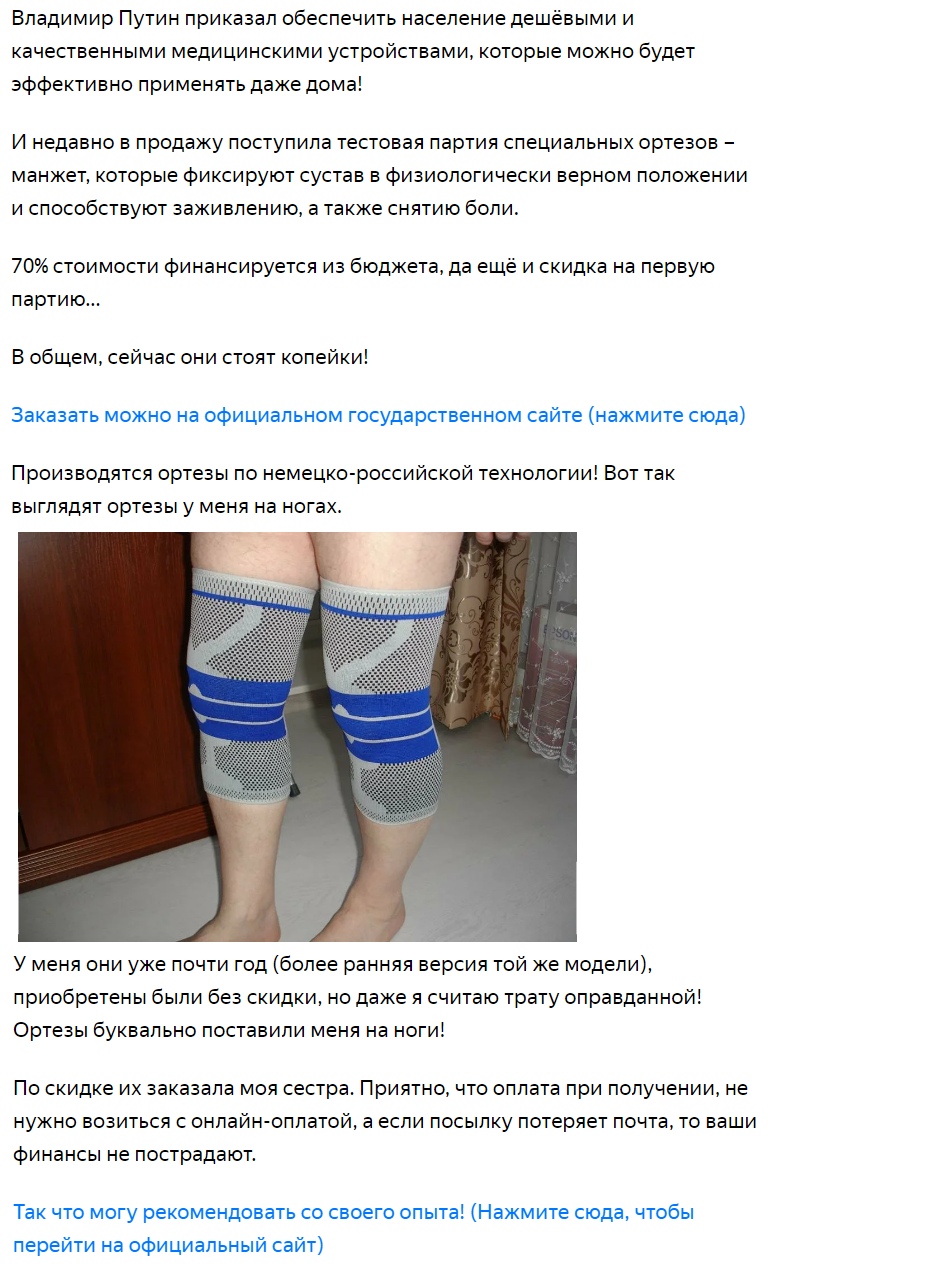 Владимир Путин приказал обеспечить население дешёвыми и
качественными медицинскими устройствами, которые можно будет
эффективно применять даже дома!
И недавно в продажу поступила тестовая партия специальных ортезов –
манжет, которые фиксируют сустав в физиологически верном положении
и способствуют заживлению, а также снятию боли.
70% стоимости финансируется из бюджета, да ещё и скидка на первую
партию...
В общем, сейчас они стоят копейки!
Заказать можно на официальном государственном сайте (нажмите сюда)
Производятся ортезы по немецко-российской технологии! Вот так
выглядят ортезы у меня на ногах.
У меня они уже почти год (более ранняя версия той же модели),
приобретены были без скидки, но даже я считаю трату оправданной!
Ортезы буквально поставили меня на ноги!
По скидке их заказала моя сестра. Приятно, что оплата при получении, не
нужно возиться с онлайн-оплатой, а если посылку потеряет почта, то ваши
финансы не пострадают.
Так что могу рекомендовать со своего опыта! (Нажмите сюда, чтобы
перейти на официальный сайт)